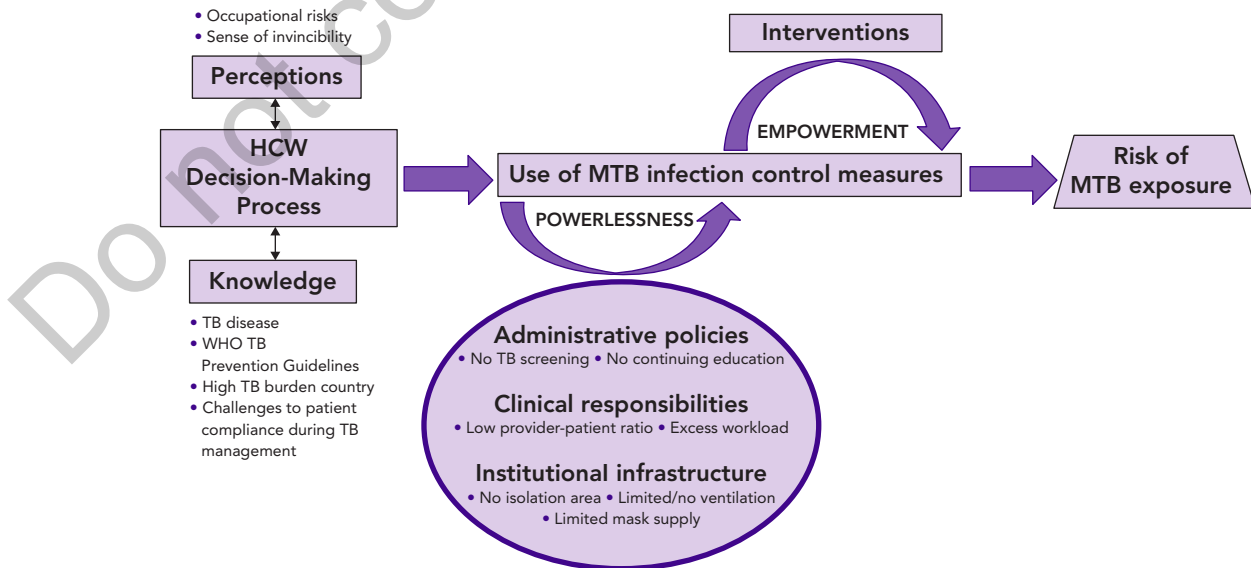 • Occupational risks
• Sense of invincibility
Perceptions
HCW
Decision-Making
Process
Knowledge
• TB disease
• WHO TB
Prevention Guidelines
• High TB burden country
• Challenges to patient
compliance during TB
management
Interventions
EMPOWERMENT
Use of MTB infection control measures
POWERLESSNESS
Risk of
MTB exposure
Administrative policies
• No TB screening • No continuing education
Clinical responsibilities
• Low provider-patient ratio • Excess workload
Institutional infrastructure
• No isolation area • Limited/no ventilation
• Limited mask supply
Do not co